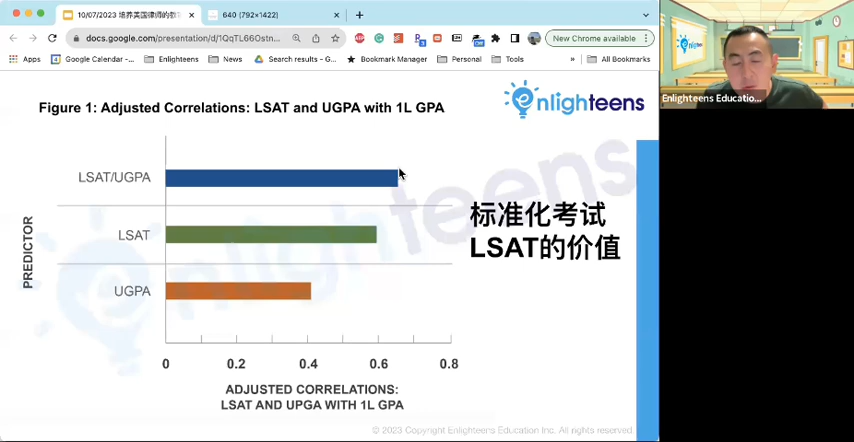 10/07/2023 培养美国律师的教
640 (792×1422)
docs.google.com/presentation/d/1QqTL66Ostn...
New Chrome available
Apps
Google Calendar -...
Enlighteens
News
Search results - G...
Bookmark Manager
Personal
Tools
»
All Bookmarks
Figure 1: Adjusted Correlations: LSAT and UGPA with 1L GPA
enlighteens
Enlighteens Educatio...
PREDICTOR
LSAT/UGPA
LSAT
UGPA
标准化考试
LSAT的价值
0 0.2 0.4 0.6 0.8
ADJUSTED CORRELATIONS:
LSAT AND UPGA WITH 1L GPA
enlighteens
© 2023 Copyright Enlighteens Education Inc. All rights reserved.